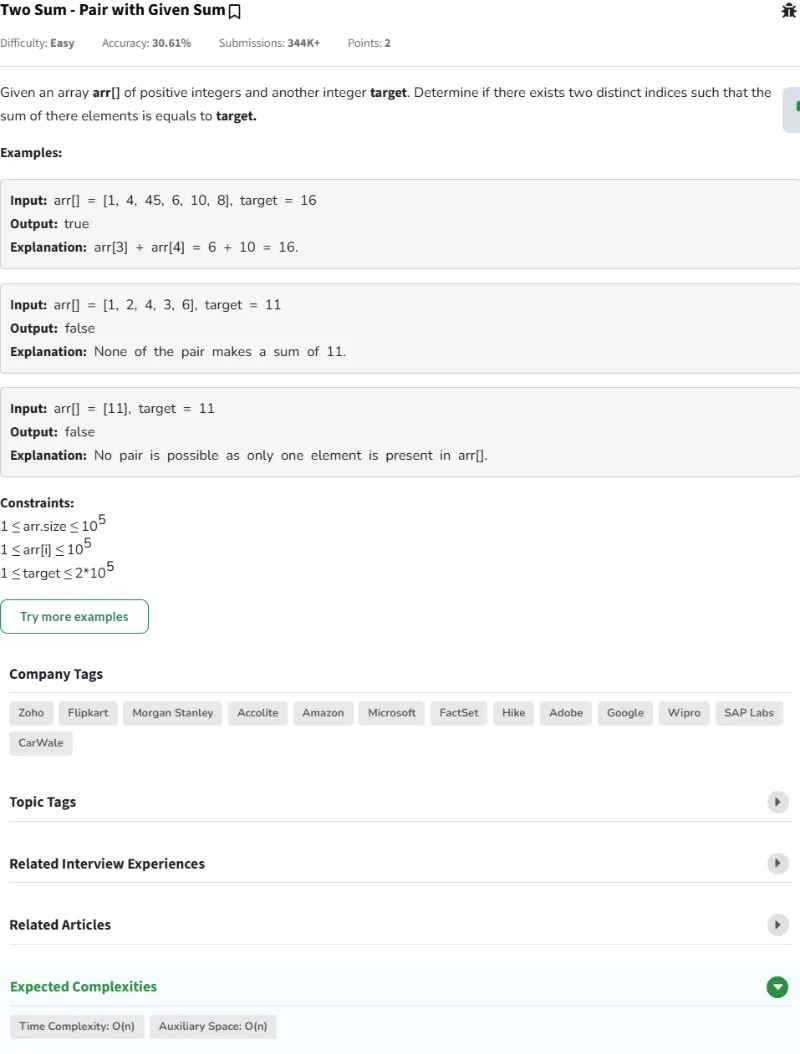 Two Sum - Pair with Given Sum
Difficulty: Easy Accuracy: 30.61% Submissions: 344K+ Points: 2
Given an array arr[] of positive integers and another integer target. Determine if there exists two distinct indices such that the
sum of there elements is equals to target.
Examples:
Input: arr[] = [1, 4, 45, 6, 10, 8], target = 16
Output: true
Explanation: arr[3] + arr[4] = 6 + 10 = 16.
Input: arr[] = [1, 2, 4, 3, 6], target = 11
Output: false
Explanation: None of the pair makes a sum of 11.
Input: arr[] = [11], target = 11
Output: false
Explanation: No pair is possible as only one element is present in arr[].
Constraints:
1 ≤ arr.size ≤ 10^5
1 ≤ arr[i] ≤ 10^5
1 ≤ target ≤ 2*10^5
Try more examples
Company Tags
Zoho Flipkart Morgan Stanley Accolite Amazon Microsoft FactSet Hike Adobe Google Wipro SAP Labs
CarWale
Topic Tags
Related Interview Experiences
Related Articles
Expected Complexities
Time Complexity: O(n) Auxiliary Space: O(n)